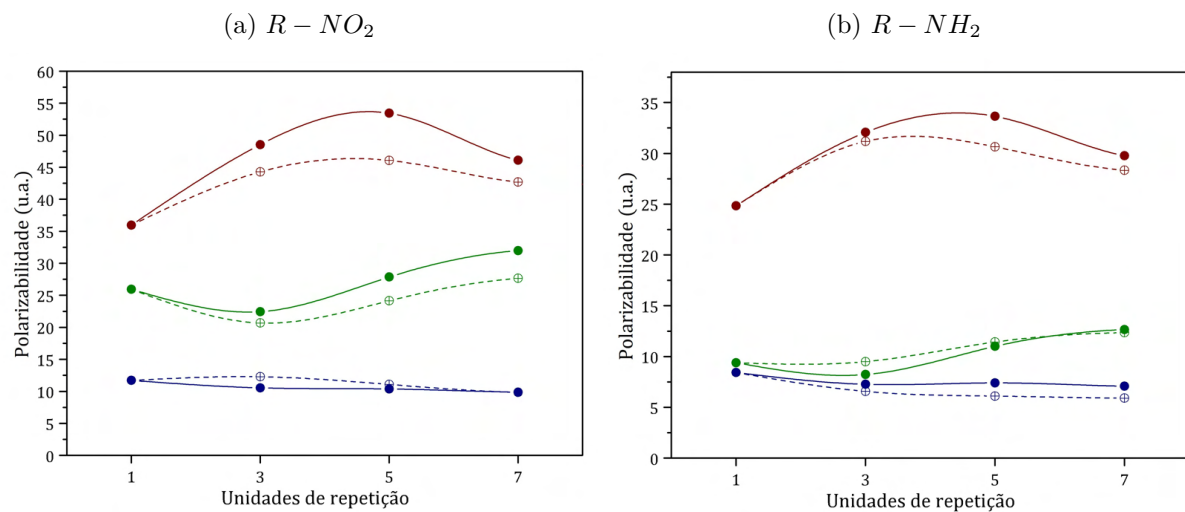 (a) R − NO₂
(b) R − NH₂
Polarizabilidade (u.a.)
60
55
50
45
40
35
30
25
20
15
10
5
0
1 3 5 7
Unidades de repetição
Polarizabilidade (u.a.)
35
30
25
20
15
10
5
0
1 3 5 7
Unidades de repetição